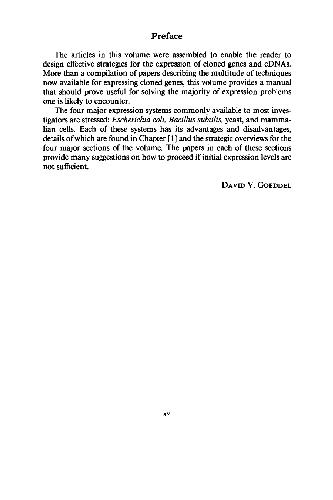 Preface
The articles in this volume were assembled to enable the reader to
design effective strategies for the expression of cloned genes and cDNAs.
More than a compilation of papers describing the multitude of techniques
now available for expressing cloned genes, this volume provides a manual
that should prove useful for solving the majority of expression problems
one is likely to encounter.
The four major expression systems commonly available to most inves-
tigators are stressed: Escherichia coli, Bacillus subtilis, yeast, and mamma-
lian cells. Each of these systems has its advantages and disadvantages,
details of which are found in Chapter [1] and the strategic overviews for the
four major sections of the volume. The papers in each of these sections
provide many suggestions on how to proceed if initial expression levels are
not sufficient.
DAVID V. GOEDDEL
xv